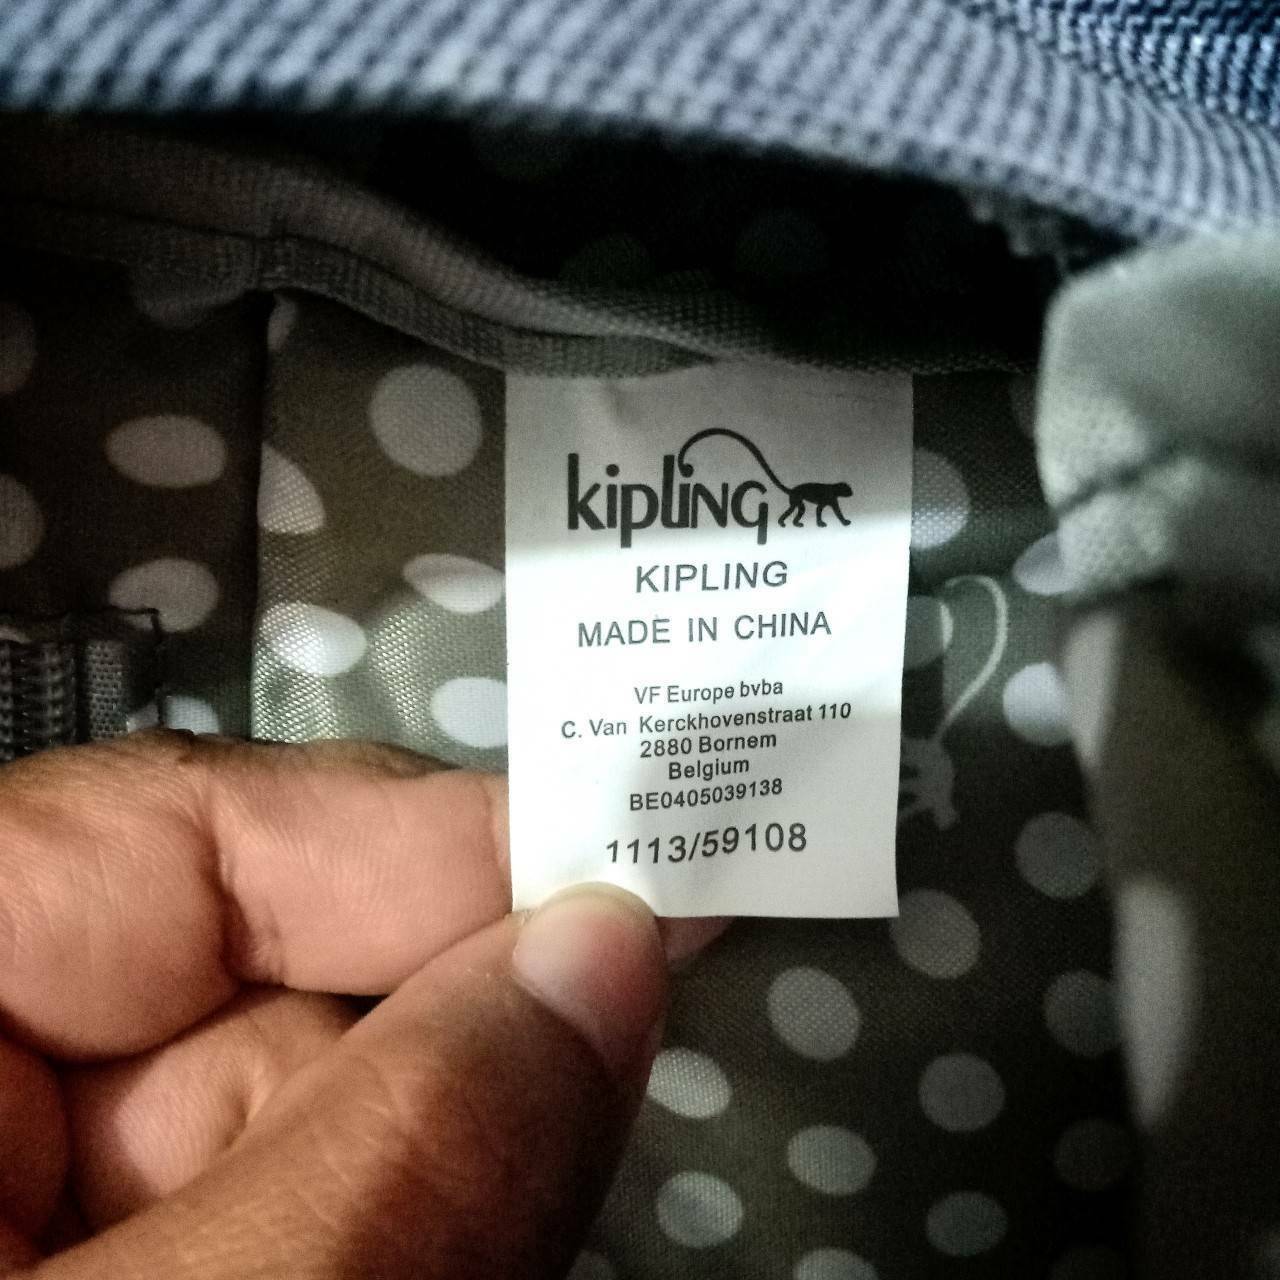 kipling
KIPLING
MADE IN CHINA
VF Europe bvba
C. Van Kerckhovenstraat 110
2880 Bornem
Belgium
BE0405039138
1113/59108